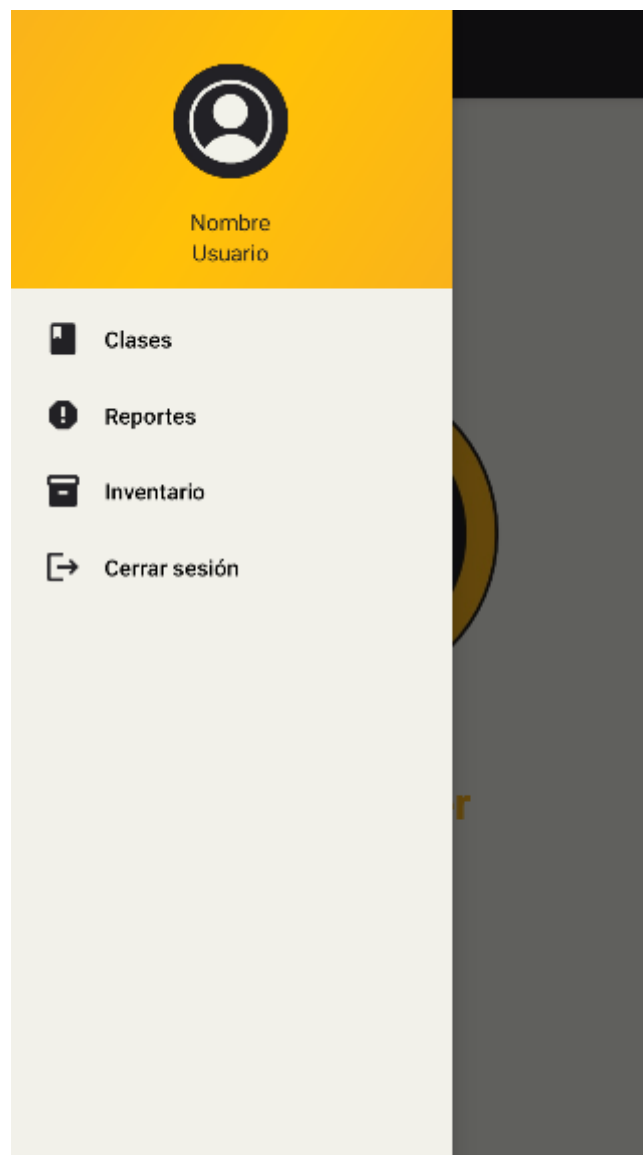 Nombre
Usuario
Clases
Reportes
Inventario
Cerrar sesión
r